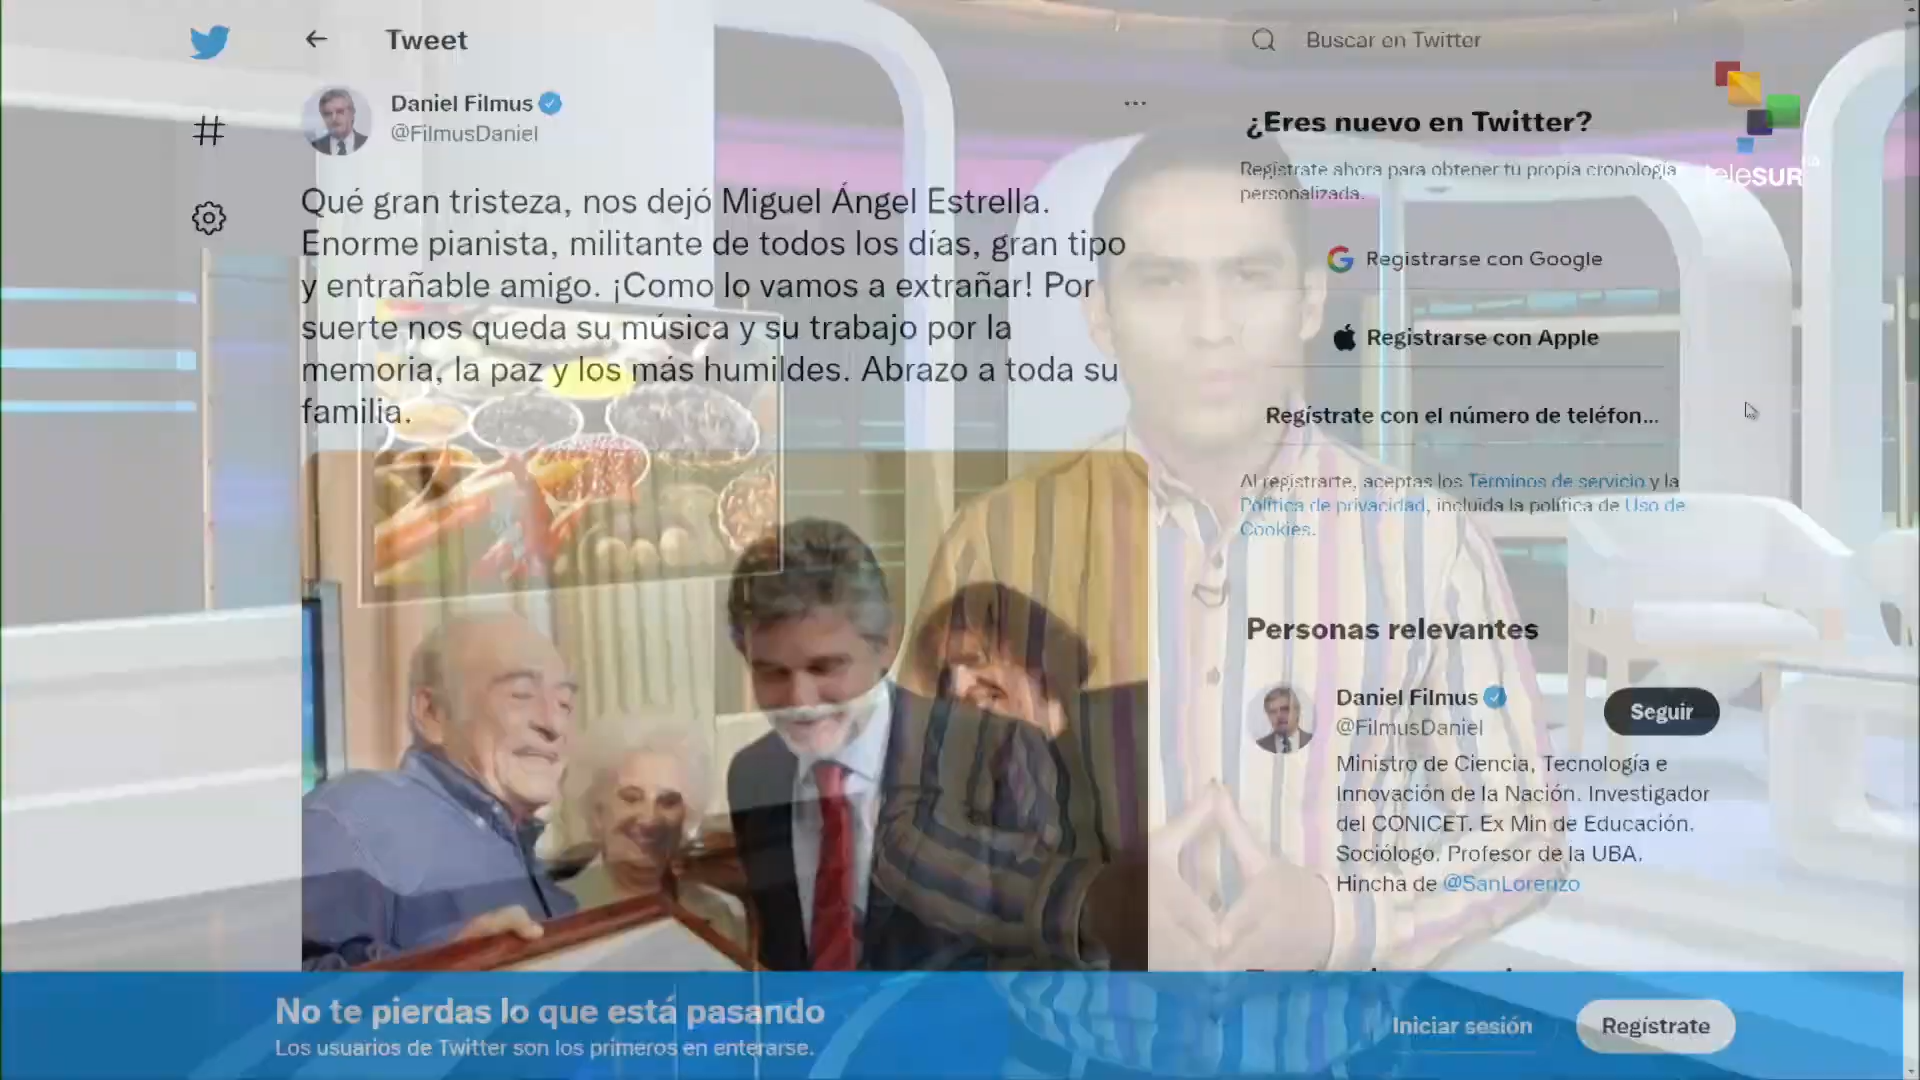 Tweet
Daniel Filmus
@FilmusDaniel
Qué gran tristeza, nos dejó Miguel Ángel Estrella.
Enorme pianista, militante de todos los días, gran tipo
y entrañable amigo. ¡Como lo vamos a extrañar! Por
suerte nos queda su música y su trabajo por la
memoria, la paz y los más humildes. Abrazo a toda su
familia.
Buscar en Twitter
¿Eres nuevo en Twitter?
Regístrate ahora para obtener tu propia cronología
personalizada.
Registrarse con Google
Registrarse con Apple
Regístrate con el número de teléfon...
Al registrarte, aceptas los Términos de servicio y la
Política de privacidad, incluida la política de Uso de
Cookies.
Personas relevantes
Daniel Filmus
@FilmusDaniel
Seguir
Ministro de Ciencia, Tecnología e
Innovación de la Nación. Investigador
del CONICET. Ex Min de Educación.
Sociólogo. Profesor de la UBA.
Hincha de @SanLorenzo
No te pierdas lo que está pasando
Los usuarios de Twitter son los primeros en enterarse.
Iniciar sesión
Regístrate
teleSUR